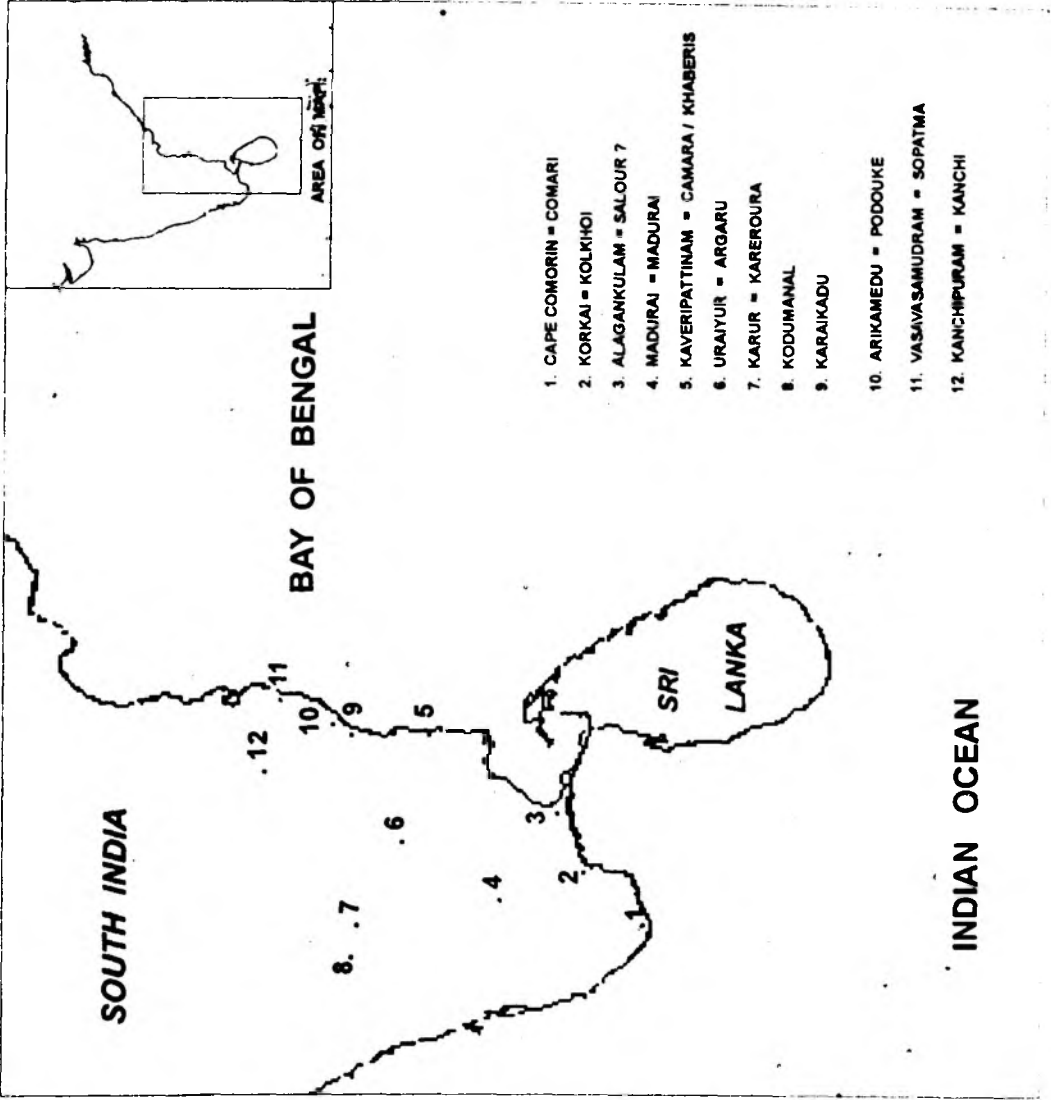 AREA ON MAP:
SOUTH INDIA
BAY OF BENGAL
12
11
10
9
5
8.
7
6
4
3
2
1
SRI
LANKA
INDIAN OCEAN
1. CAPE COMORIN = COMARI
2. KORKAI = KOLKHOI
3. ALAGANKULAM = SALOUR ?
4. MADURAI = MADURAI
5. KAVERIPATTINAM = CAMARA / KHABERIS
6. URAIYUR = ARGARU
7. KARUR = KAREROURA
8. KODUMANAL
9. KARAIKADU
10. ARIKAMEDU = PODOUKE
11. VASAVASAMUDRAM = SOPATMA
12. KANCHIPURAM = KANCHI